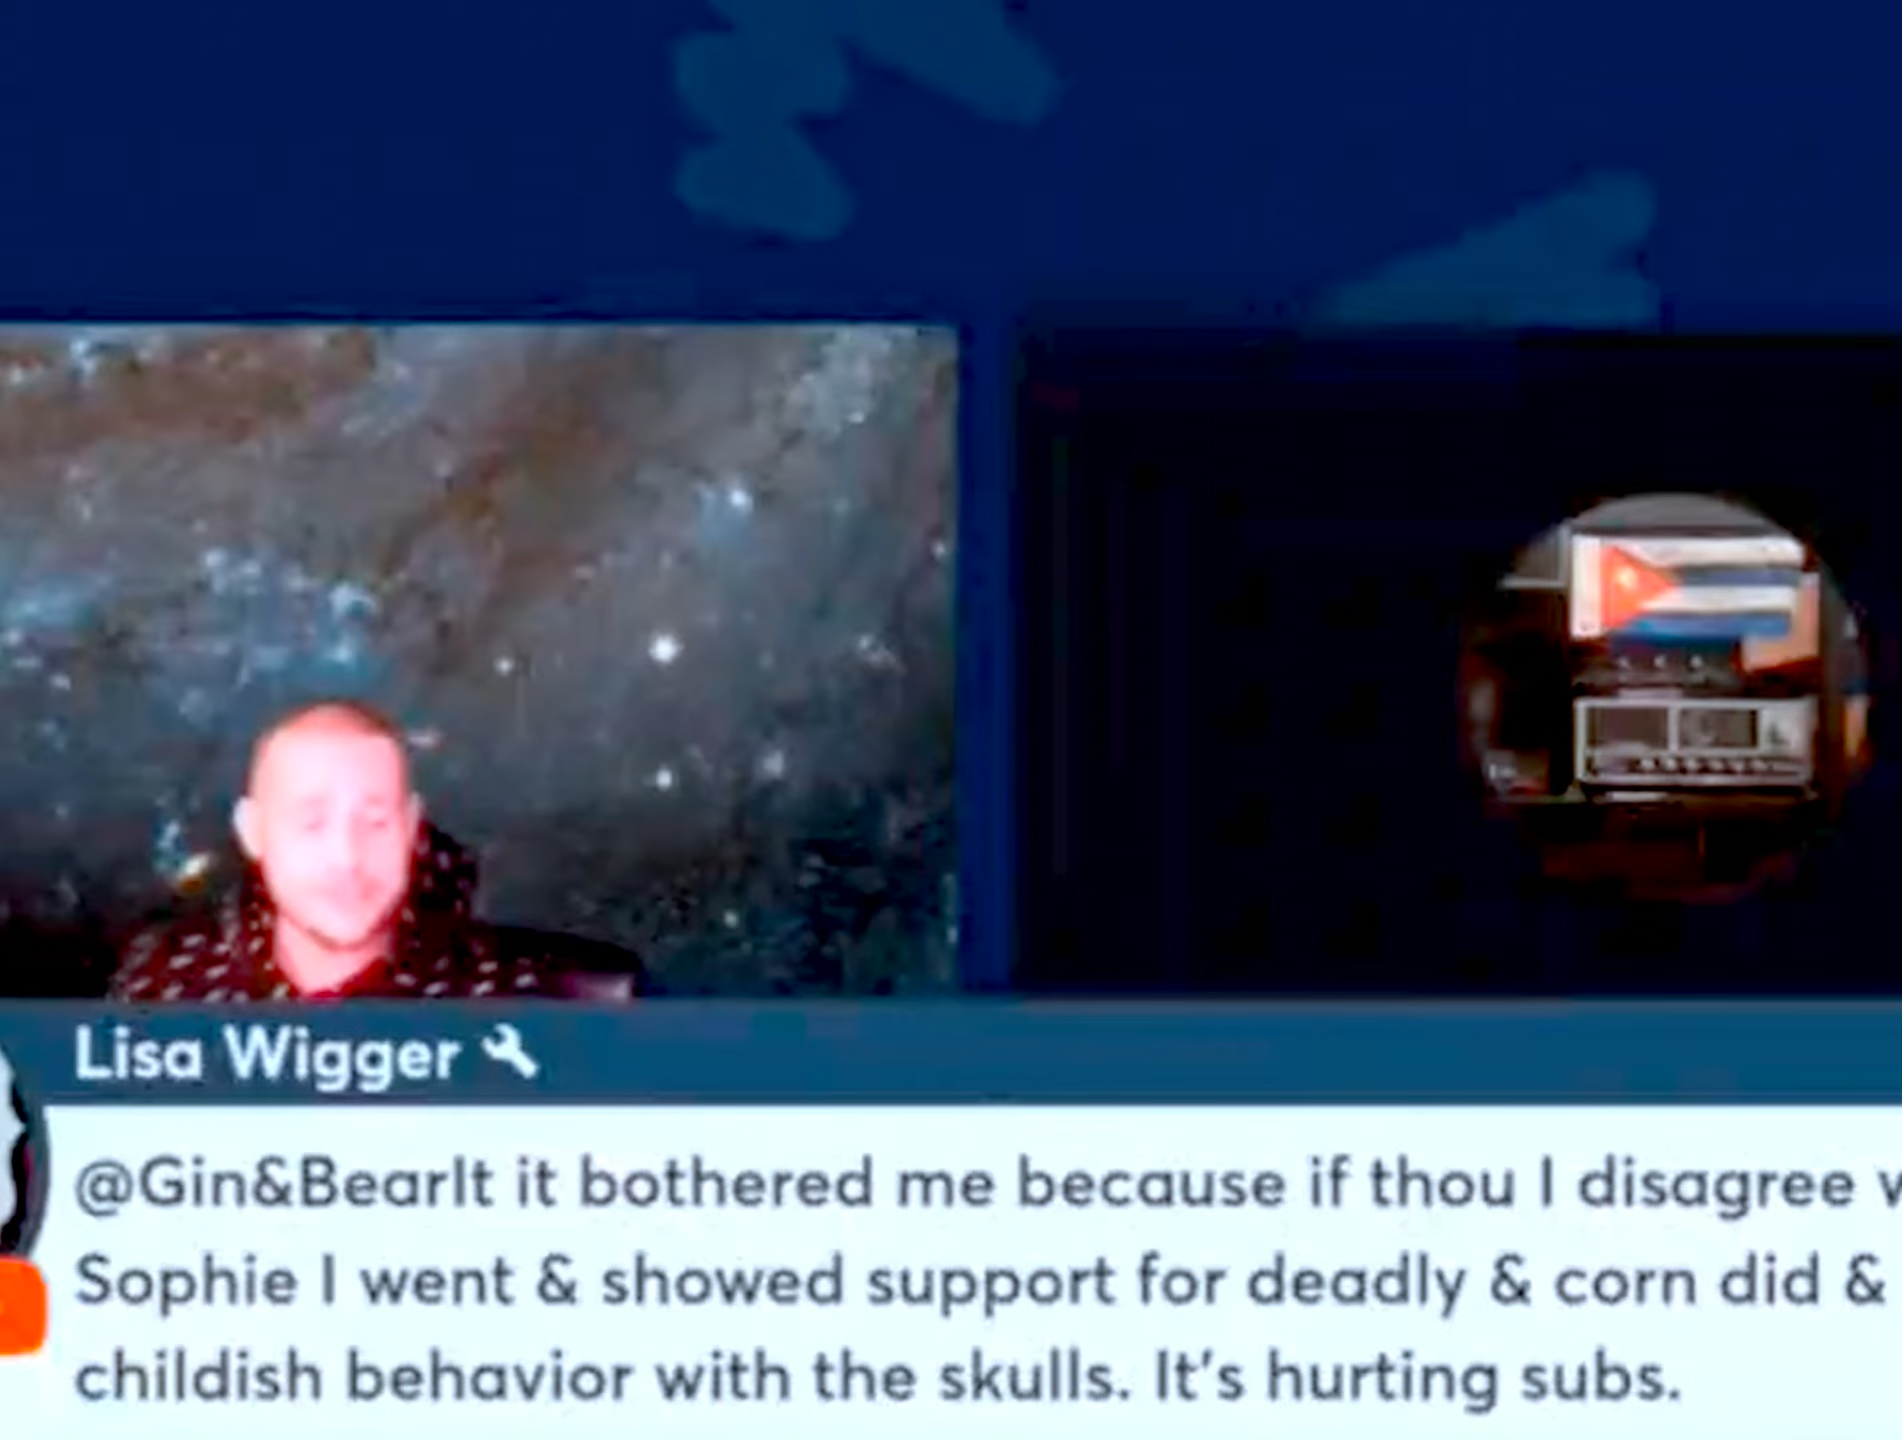 Lisa Wigger
@Gin&BearIt it bothered me because if thou I disagree w
Sophie I went & showed support for deadly & corn did &
childish behavior with the skulls. It's hurting subs.